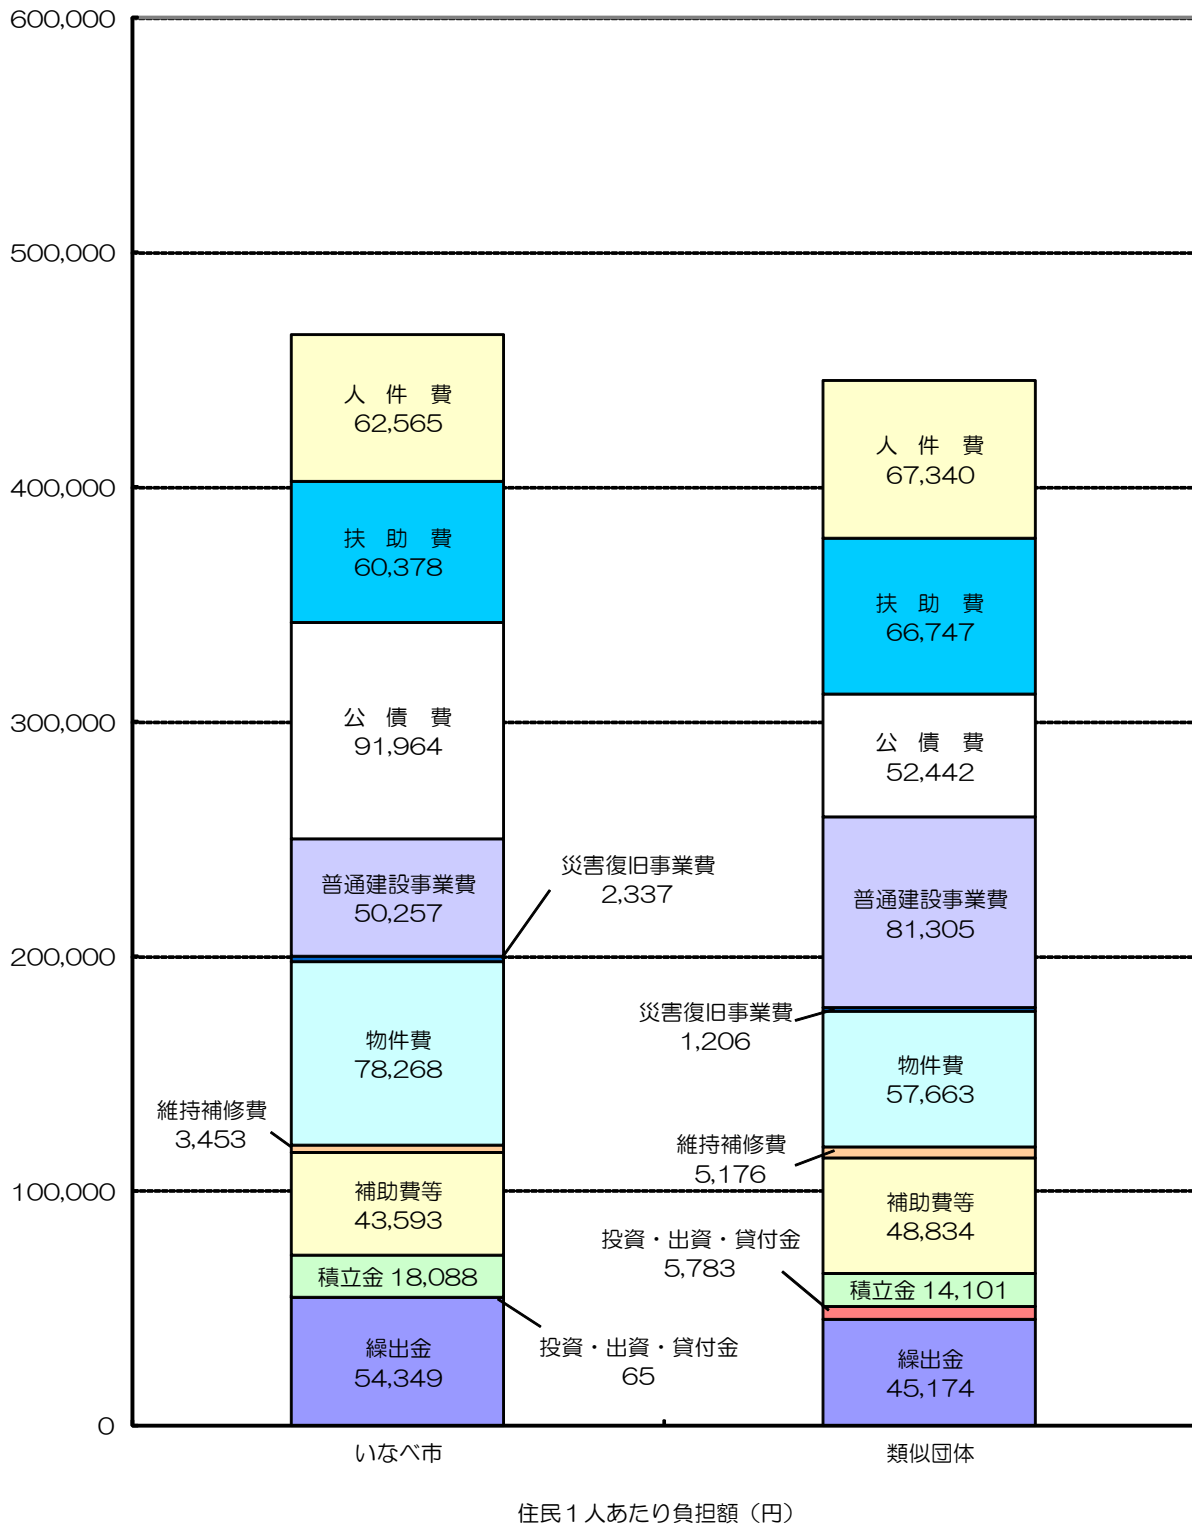 600,000
500,000
400,000
300,000
200,000
100,000
0
人 件 費
62,565
扶 助 費
60,378
公 債 費
91,964
普通建設事業費
50,257
災害復旧事業費
2,337
物件費
78,268
維持補修費
3,453
補助費等
43,593
積立金 18,088
投資・出資・貸付金
65
繰出金
54,349
いなべ市
人 件 費
67,340
扶 助 費
66,747
公 債 費
52,442
普通建設事業費
81,305
災害復旧事業費
1,206
物件費
57,663
維持補修費
5,176
補助費等
48,834
投資・出資・貸付金
5,783
積立金 14,101
繰出金
45,174
類似団体
住民1人あたり負担額（円）